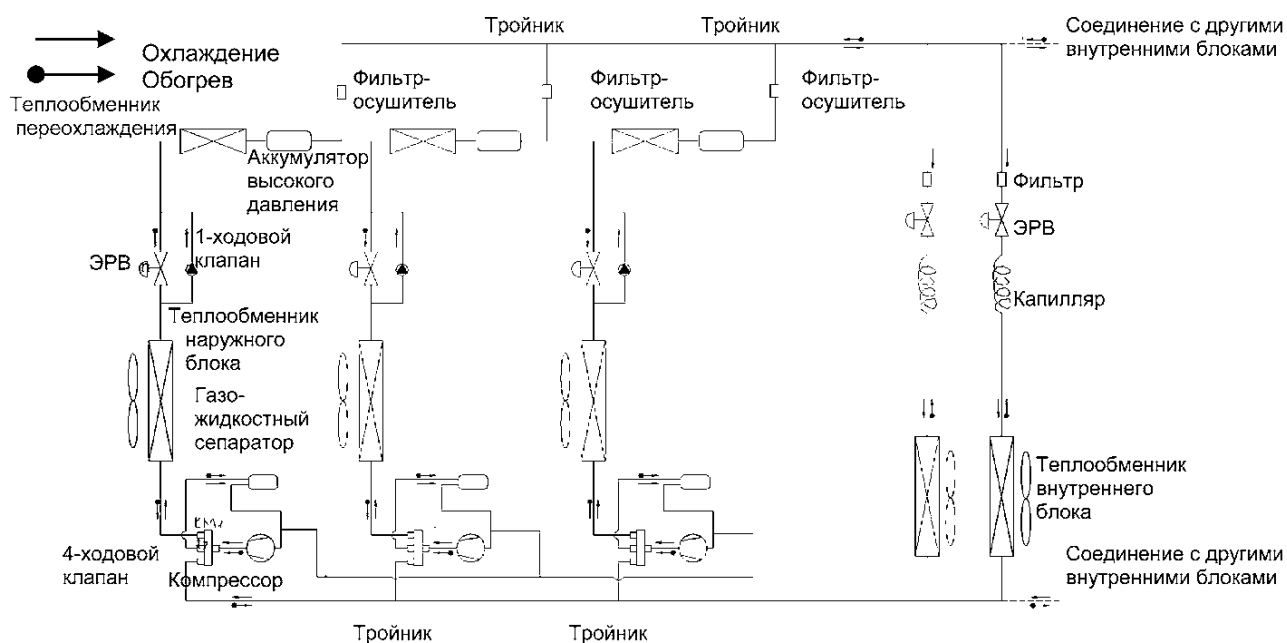 Тройник
Тройник
Соединение с другими
внутренними блоками
Охлаждение
Обогрев
Теплообменник
переохлаждения
Фильтр-
осушитель
Фильтр-
осушитель
Фильтр-
осушитель
Аккумулятор
высокого
давления
Фильтр
ЭРВ
1-ходовой
клапан
ЭРВ
Капилляр
Теплообменник
наружного
блока
Газо-
жидкостный
сепаратор
Теплообменник
внутреннего
блока
4-ходовой
клапан
Компрессор
Соединение с другими
внутренними блоками
Тройник
Тройник